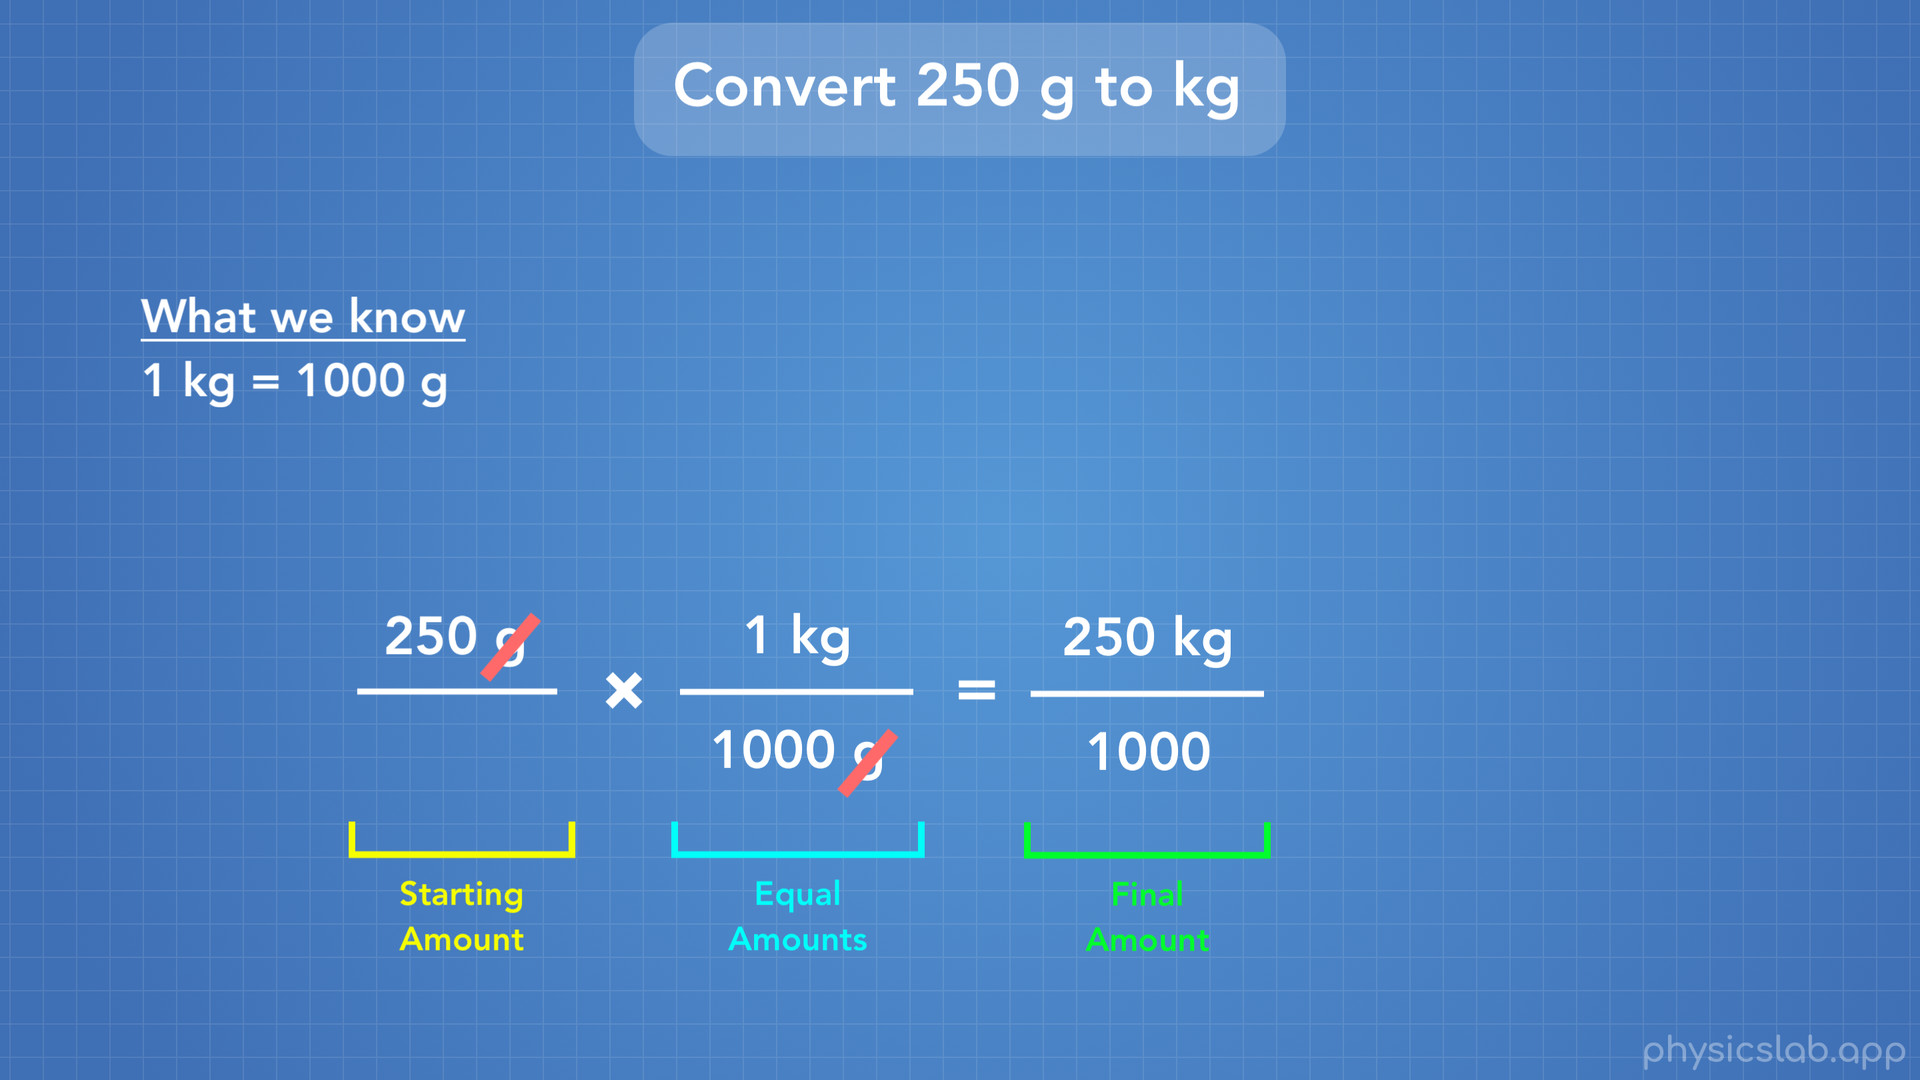 Convert 250 g to kg
What we know
1 kg = 1000 g
250 g × 1 kg = 250 kg
1000 g 1000
Starting Amount
Equal Amounts
Final Amount
physicslab.app